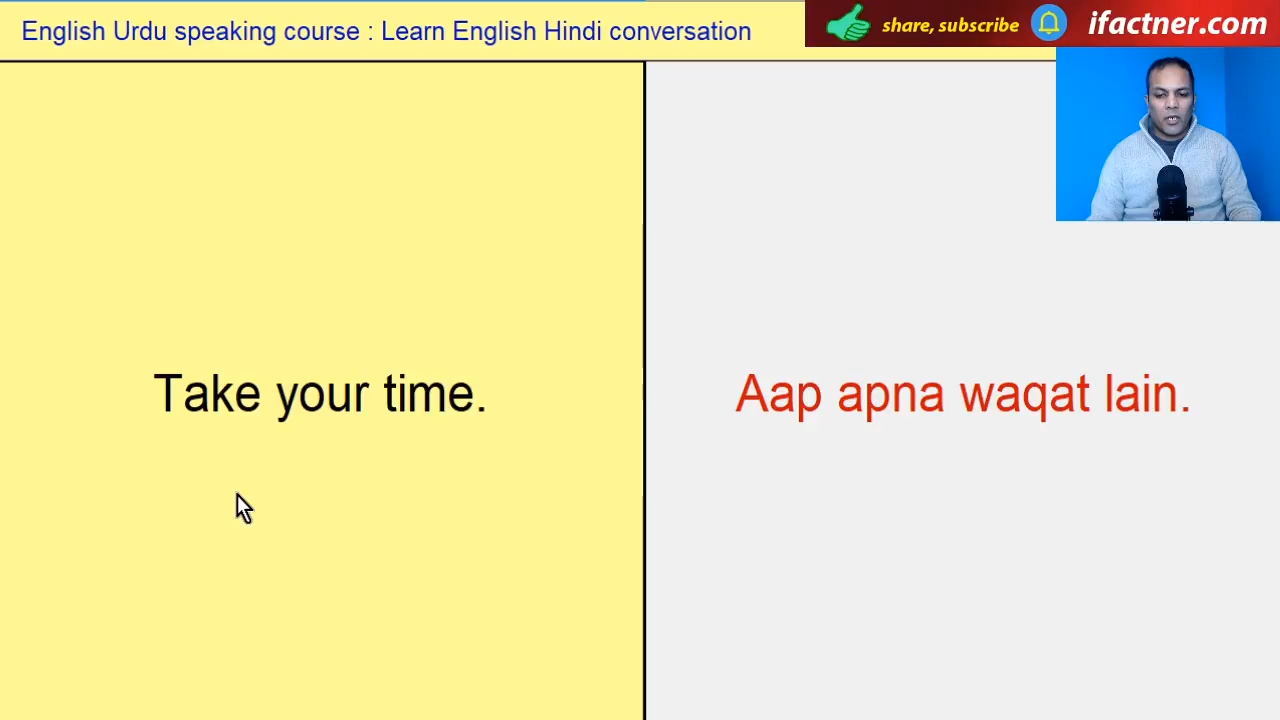 English Urdu speaking course : Learn English Hindi conversation
share, subscribe
ifactner.com
Take your time.
Aap apna waqat lain.